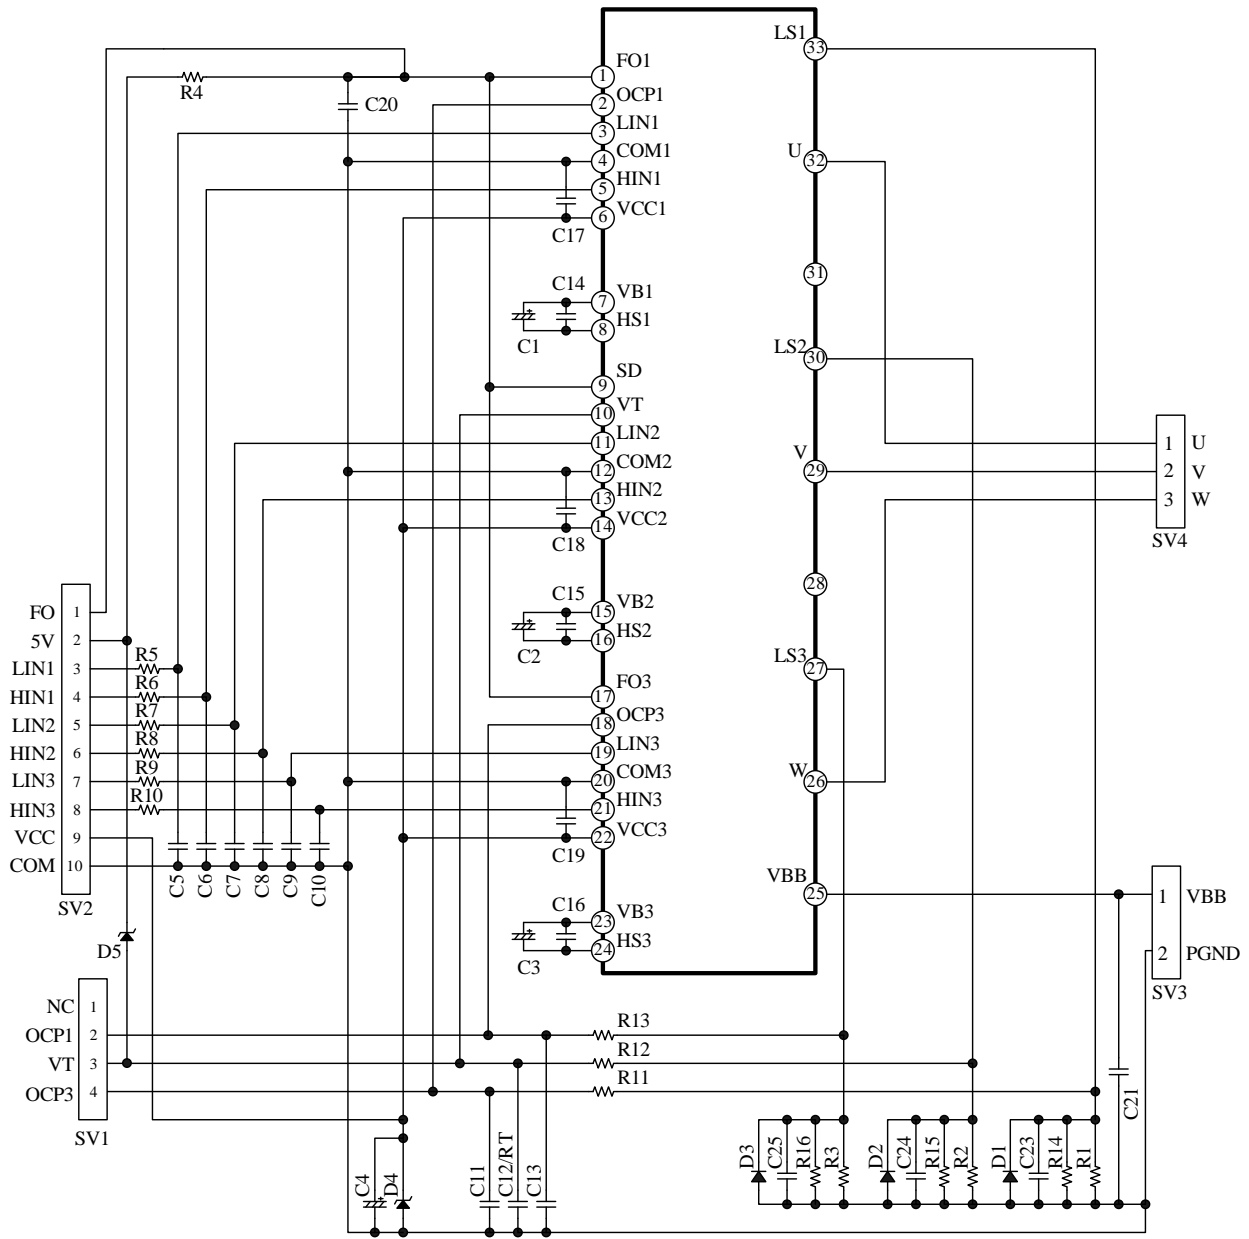 LS1
33
FO1
1
R4
C20
OCP1
2
LIN1
3
COM1
4
U
32
HIN1
5
VCC1
6
C17
31
C14
VB1
7
HS1
8
C1
LS2
30
SD
9
VT
10
LIN2
11
1 U
COM2
12
V
29
2 V
HIN2
13
3 W
VCC2
14
C18
SV4
28
C15
VB2
15
HS2
16
C2
FO 1
5V 2
LIN1 3 R5
HIN1 4 R6
LIN2 5 R7
HIN2 6 R8
LIN3 7 R9
HIN3 8 R10
VCC 9
COM 10
SV2
LS3
27
FO3
17
OCP3
18
LIN3
19
COM3
20
W
26
HIN3
21
VCC3
22
C19
C5
C6
C7
C8
C9
C10
VBB
25
1 VBB
2 PGND
SV3
C16
VB3
23
HS3
24
C3
D5
NC 1
OCP1 2
VT 3
OCP3 4
SV1
R13
R12
R11
C21
C4
D4
C11
C12/RT
C13
D3
C25
R16
R3
D2
C24
R15
R2
D1
C23
R14
R1